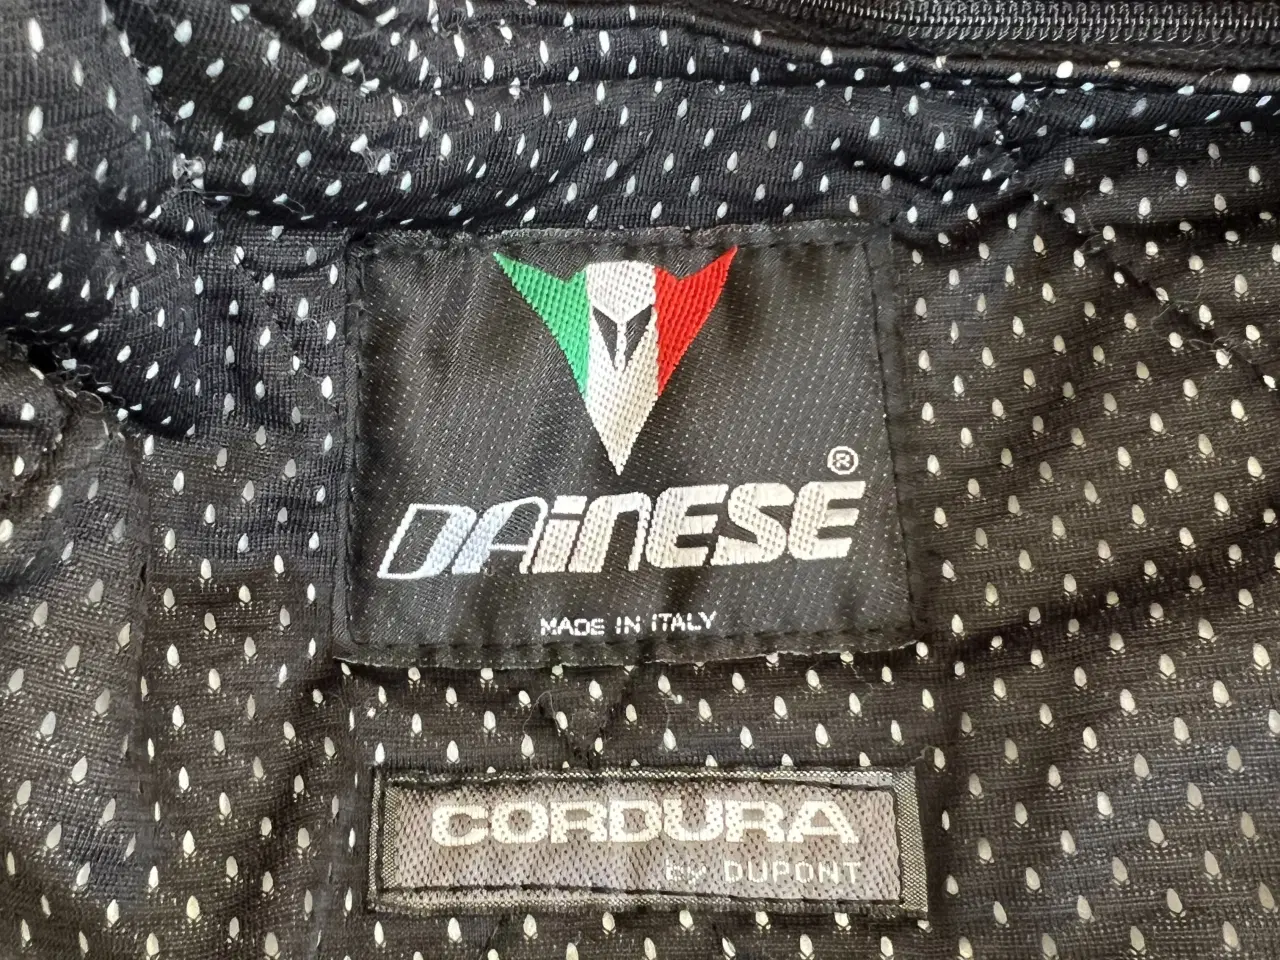 DAiNESE®
MADE IN ITALY
CORDURA
by DUPONT